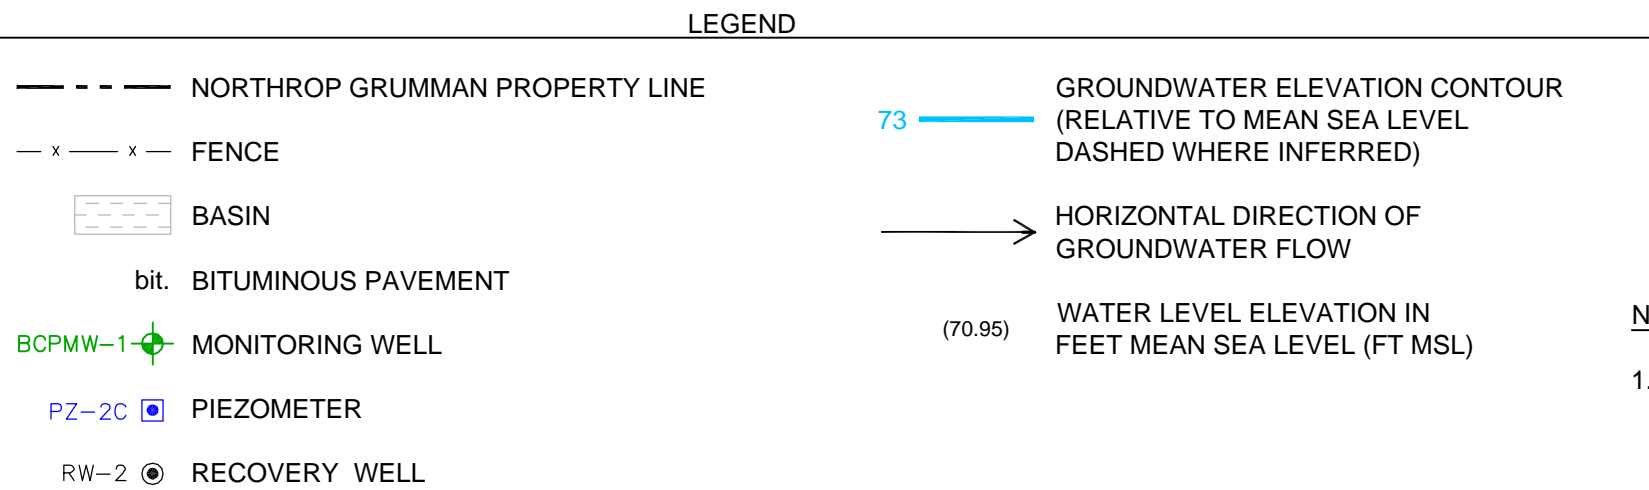 LEGEND
NORTHROP GRUMMAN PROPERTY LINE
x x FENCE
BASIN
bit. BITUMINOUS PAVEMENT
BCPMW-1 MONITORING WELL
PZ-2C PIEZOMETER
RW-2 RECOVERY WELL
73 GROUNDWATER ELEVATION CONTOUR
(RELATIVE TO MEAN SEA LEVEL
DASHED WHERE INFERRED)
HORIZONTAL DIRECTION OF
GROUNDWATER FLOW
(70.95) WATER LEVEL ELEVATION IN
FEET MEAN SEA LEVEL (FT MSL)
N
1.